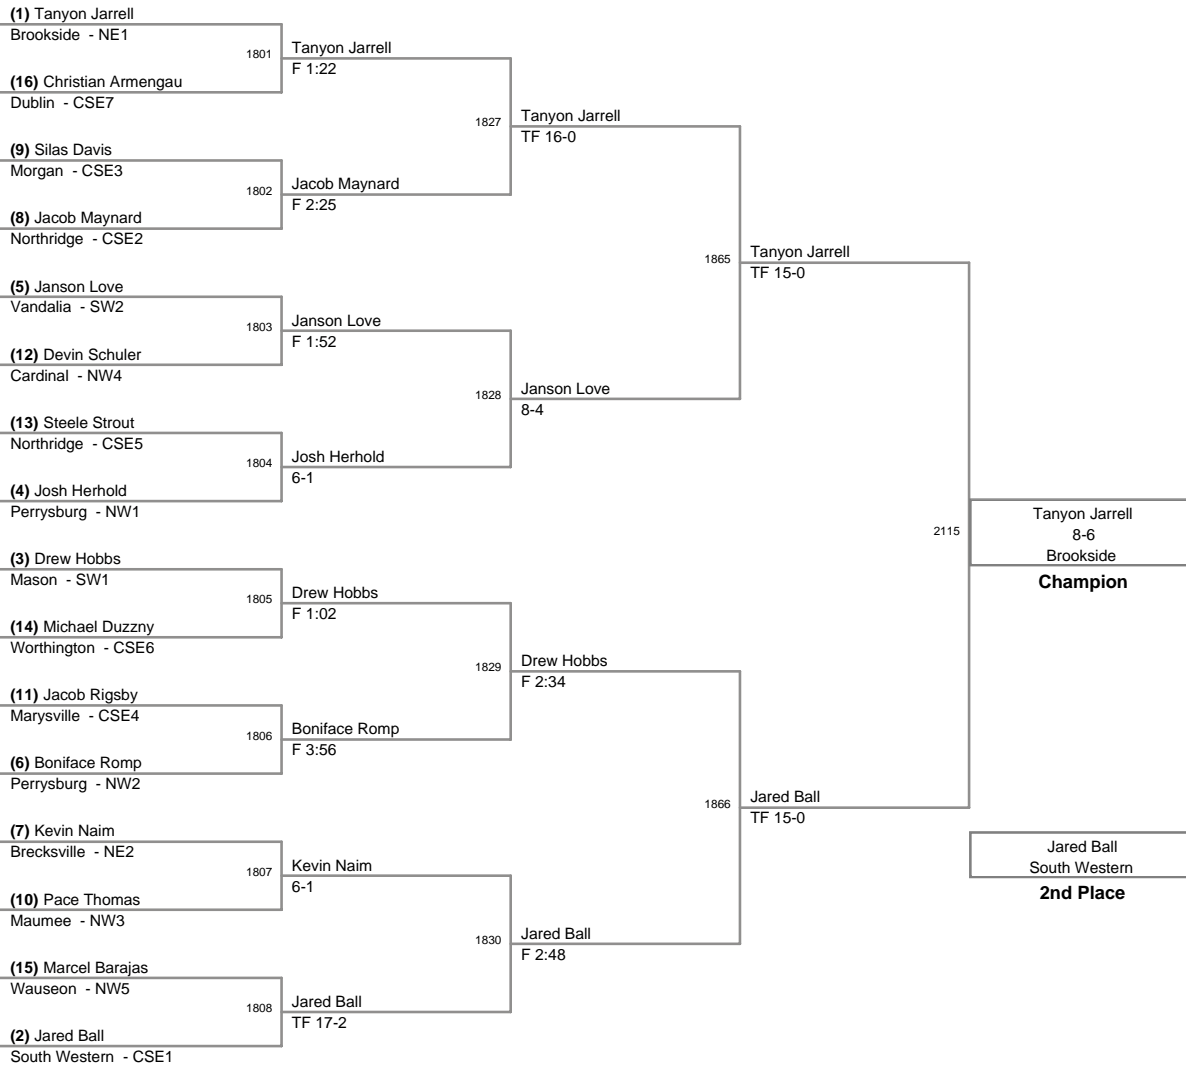 (1) Tanyon Jarrell
Brookside - NE1
1801
(16) Christian Armengau
Dublin - CSE7
(9) Silas Davis
Morgan - CSE3
1802
(8) Jacob Maynard
Northridge - CSE2
(5) Janson Love
Vandalia - SW2
1803
(12) Devin Schuler
Cardinal - NW4
(13) Steele Strout
Northridge - CSE5
1804
(4) Josh Herhold
Perrysburg - NW1
(3) Drew Hobbs
Mason - SW1
1805
(14) Michael Duzzny
Worthington - CSE6
(11) Jacob Rigsby
Marysville - CSE4
1806
(6) Boniface Romp
Perrysburg - NW2
(7) Kevin Naim
Brecksville - NE2
1807
(10) Pace Thomas
Maumee - NW3
(15) Marcel Barajas
Wauseon - NW5
1808
(2) Jared Ball
South Western - CSE1
Tanyon Jarrell
F 1:22
1827
Jacob Maynard
F 2:25
Janson Love
F 1:52
1828
Josh Herhold
6-1
Drew Hobbs
F 1:02
1829
Boniface Romp
F 3:56
Kevin Naim
6-1
1830
Jared Ball
TF 17-2
Tanyon Jarrell
TF 16-0
1865
Janson Love
8-4
Drew Hobbs
F 2:34
1866
Jared Ball
F 2:48
Tanyon Jarrell
TF 15-0
2115
Jared Ball
TF 15-0
Tanyon Jarrell
8-6
Brookside
Champion
Jared Ball
South Western
2nd Place